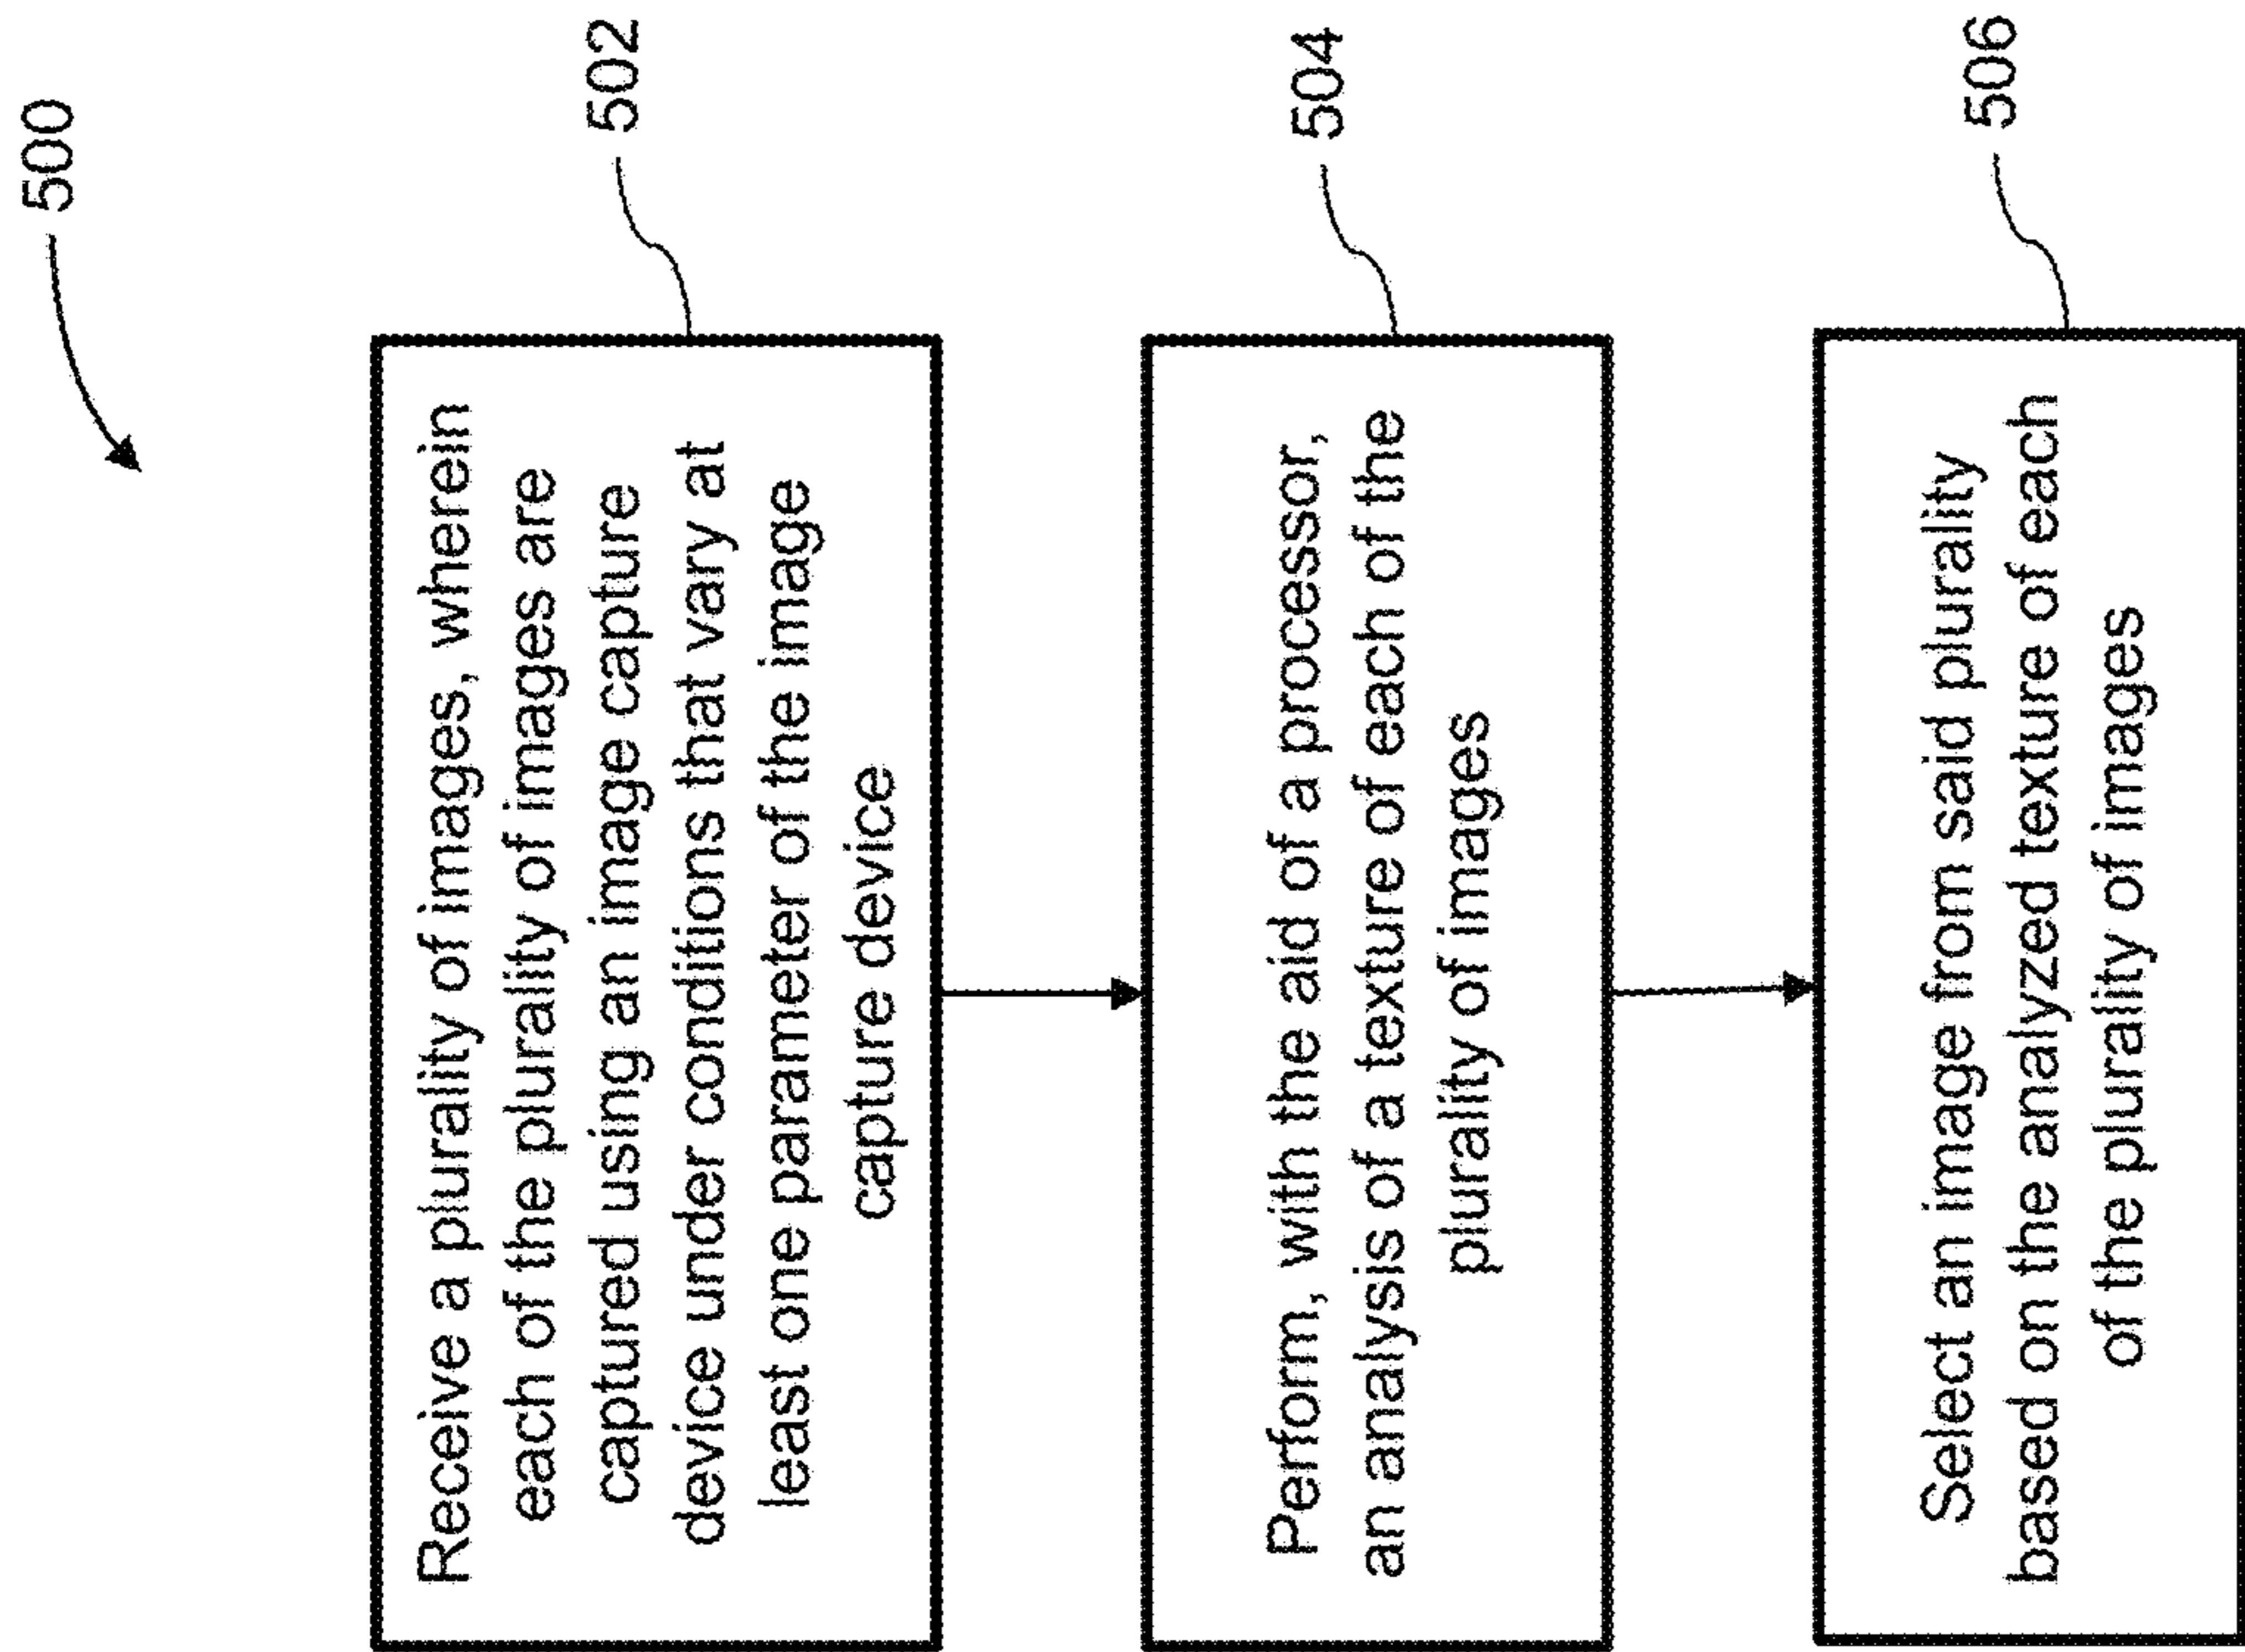 500
Receive a plurality of images, wherein
each of the plurality of images are
captured using an image capture
device under conditions that vary at
least one parameter of the image
capture device
502
Perform, with the aid of a processor,
an analysis of a texture of each of the
plurality of images
504
Select an image from said plurality
based on the analyzed texture of each
of the plurality of images
506